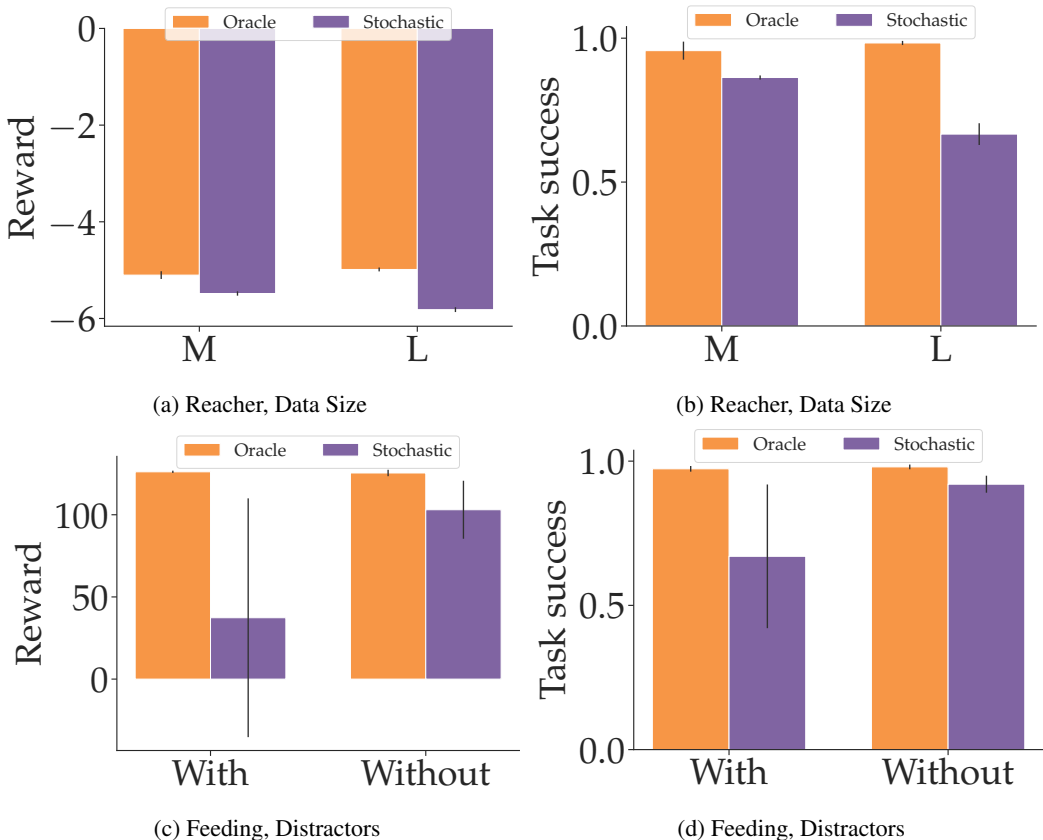 Oracle Stochastic
Reward
0
−2
−4
−6
M L
(a) Reacher, Data Size
Oracle Stochastic
Task success
1.0
0.5
0.0
M L
(b) Reacher, Data Size
Oracle Stochastic
Reward
100
50
0
With Without
(c) Feeding, Distractors
Oracle Stochastic
Task success
1.0
0.5
0.0
With Without
(d) Feeding, Distractors